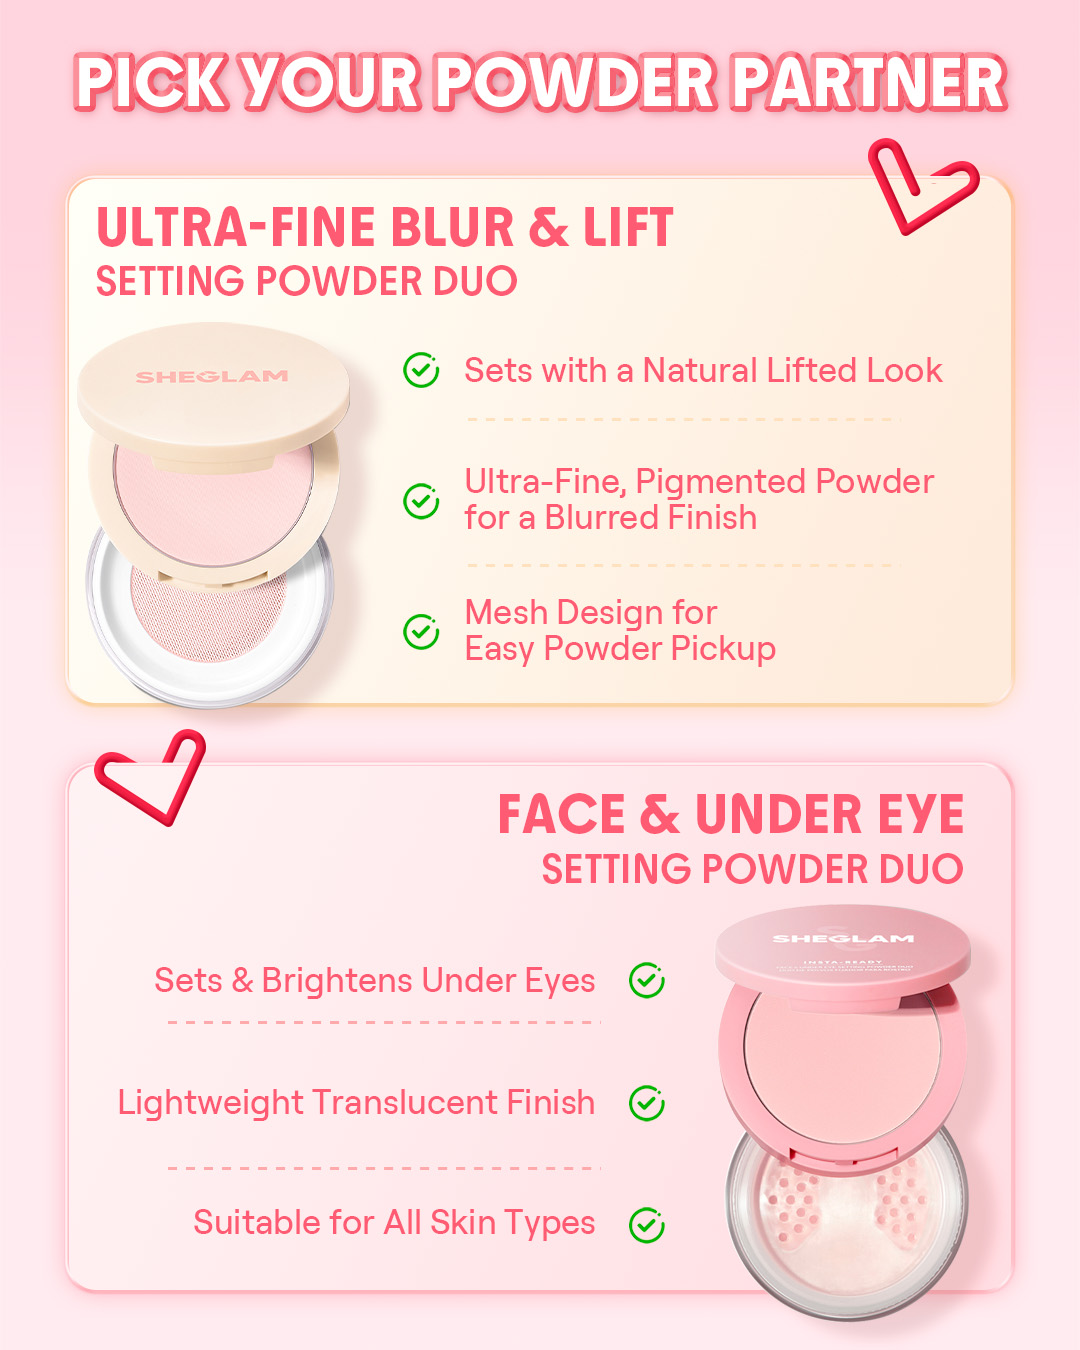 PICK YOUR POWDER PARTNER
ULTRA-FINE BLUR & LIFT
SETTING POWDER DUO
SHEGLAM
Sets with a Natural Lifted Look
Ultra-Fine, Pigmented Powder
for a Blurred Finish
Mesh Design for
Easy Powder Pickup
FACE & UNDER EYE
SETTING POWDER DUO
SHEGLAM
INSTA-READY
Sets & Brightens Under Eyes
Lightweight Translucent Finish
Suitable for All Skin Types